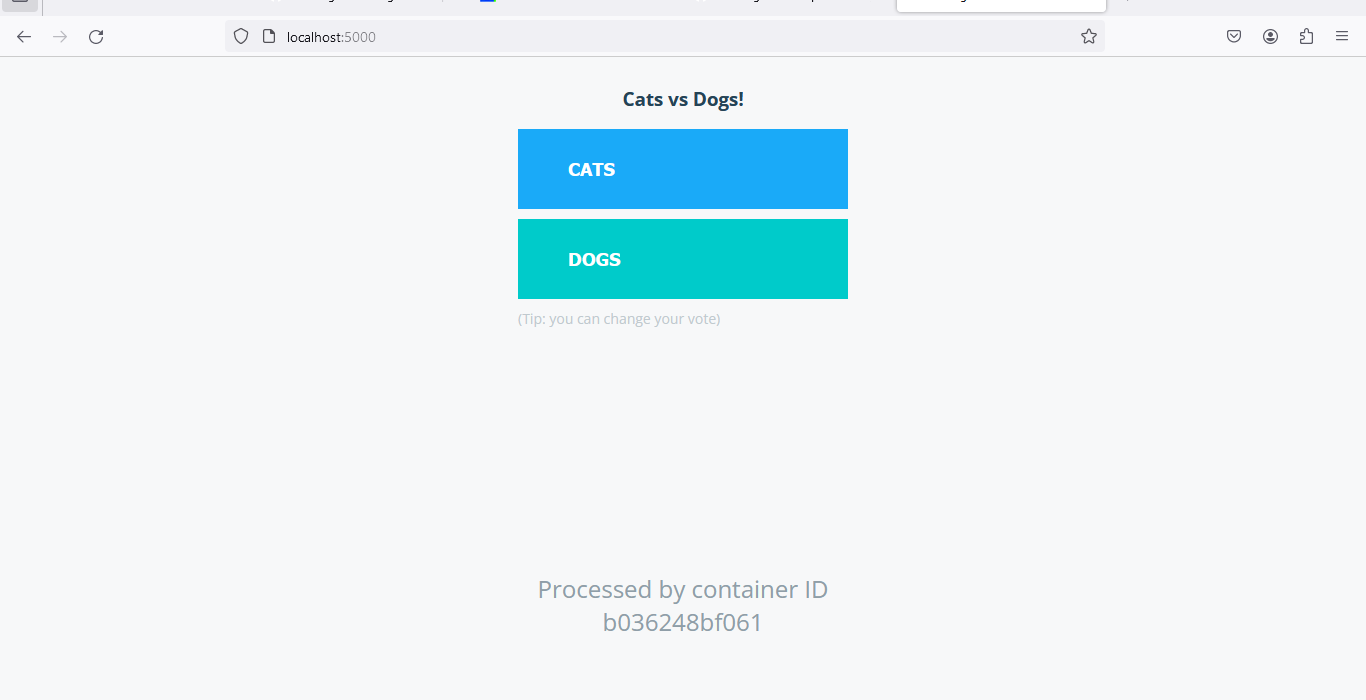 localhost:5000
Cats vs Dogs!
CATS
DOGS
(Tip: you can change your vote)
Processed by container ID
b036248bf061